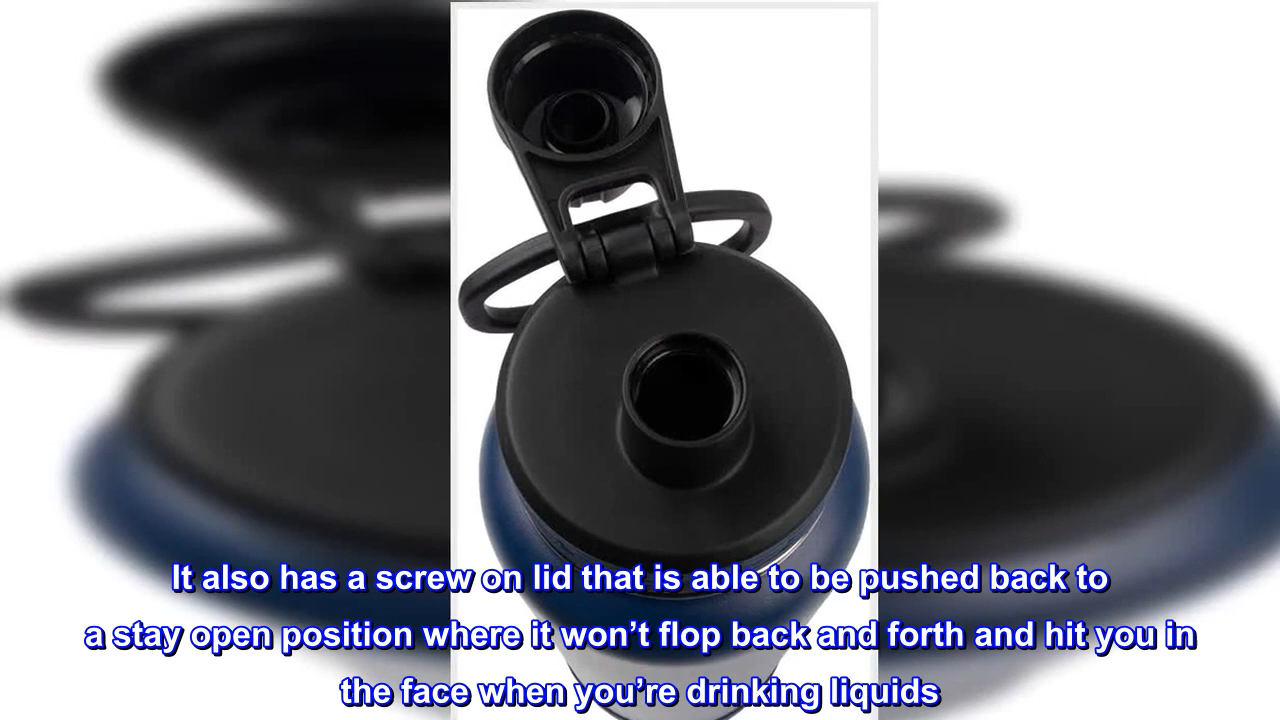 It also has a screw on lid that is able to be pushed back to
a stay open position where it won’t flop back and forth and hit you in
the face when you’re drinking liquids